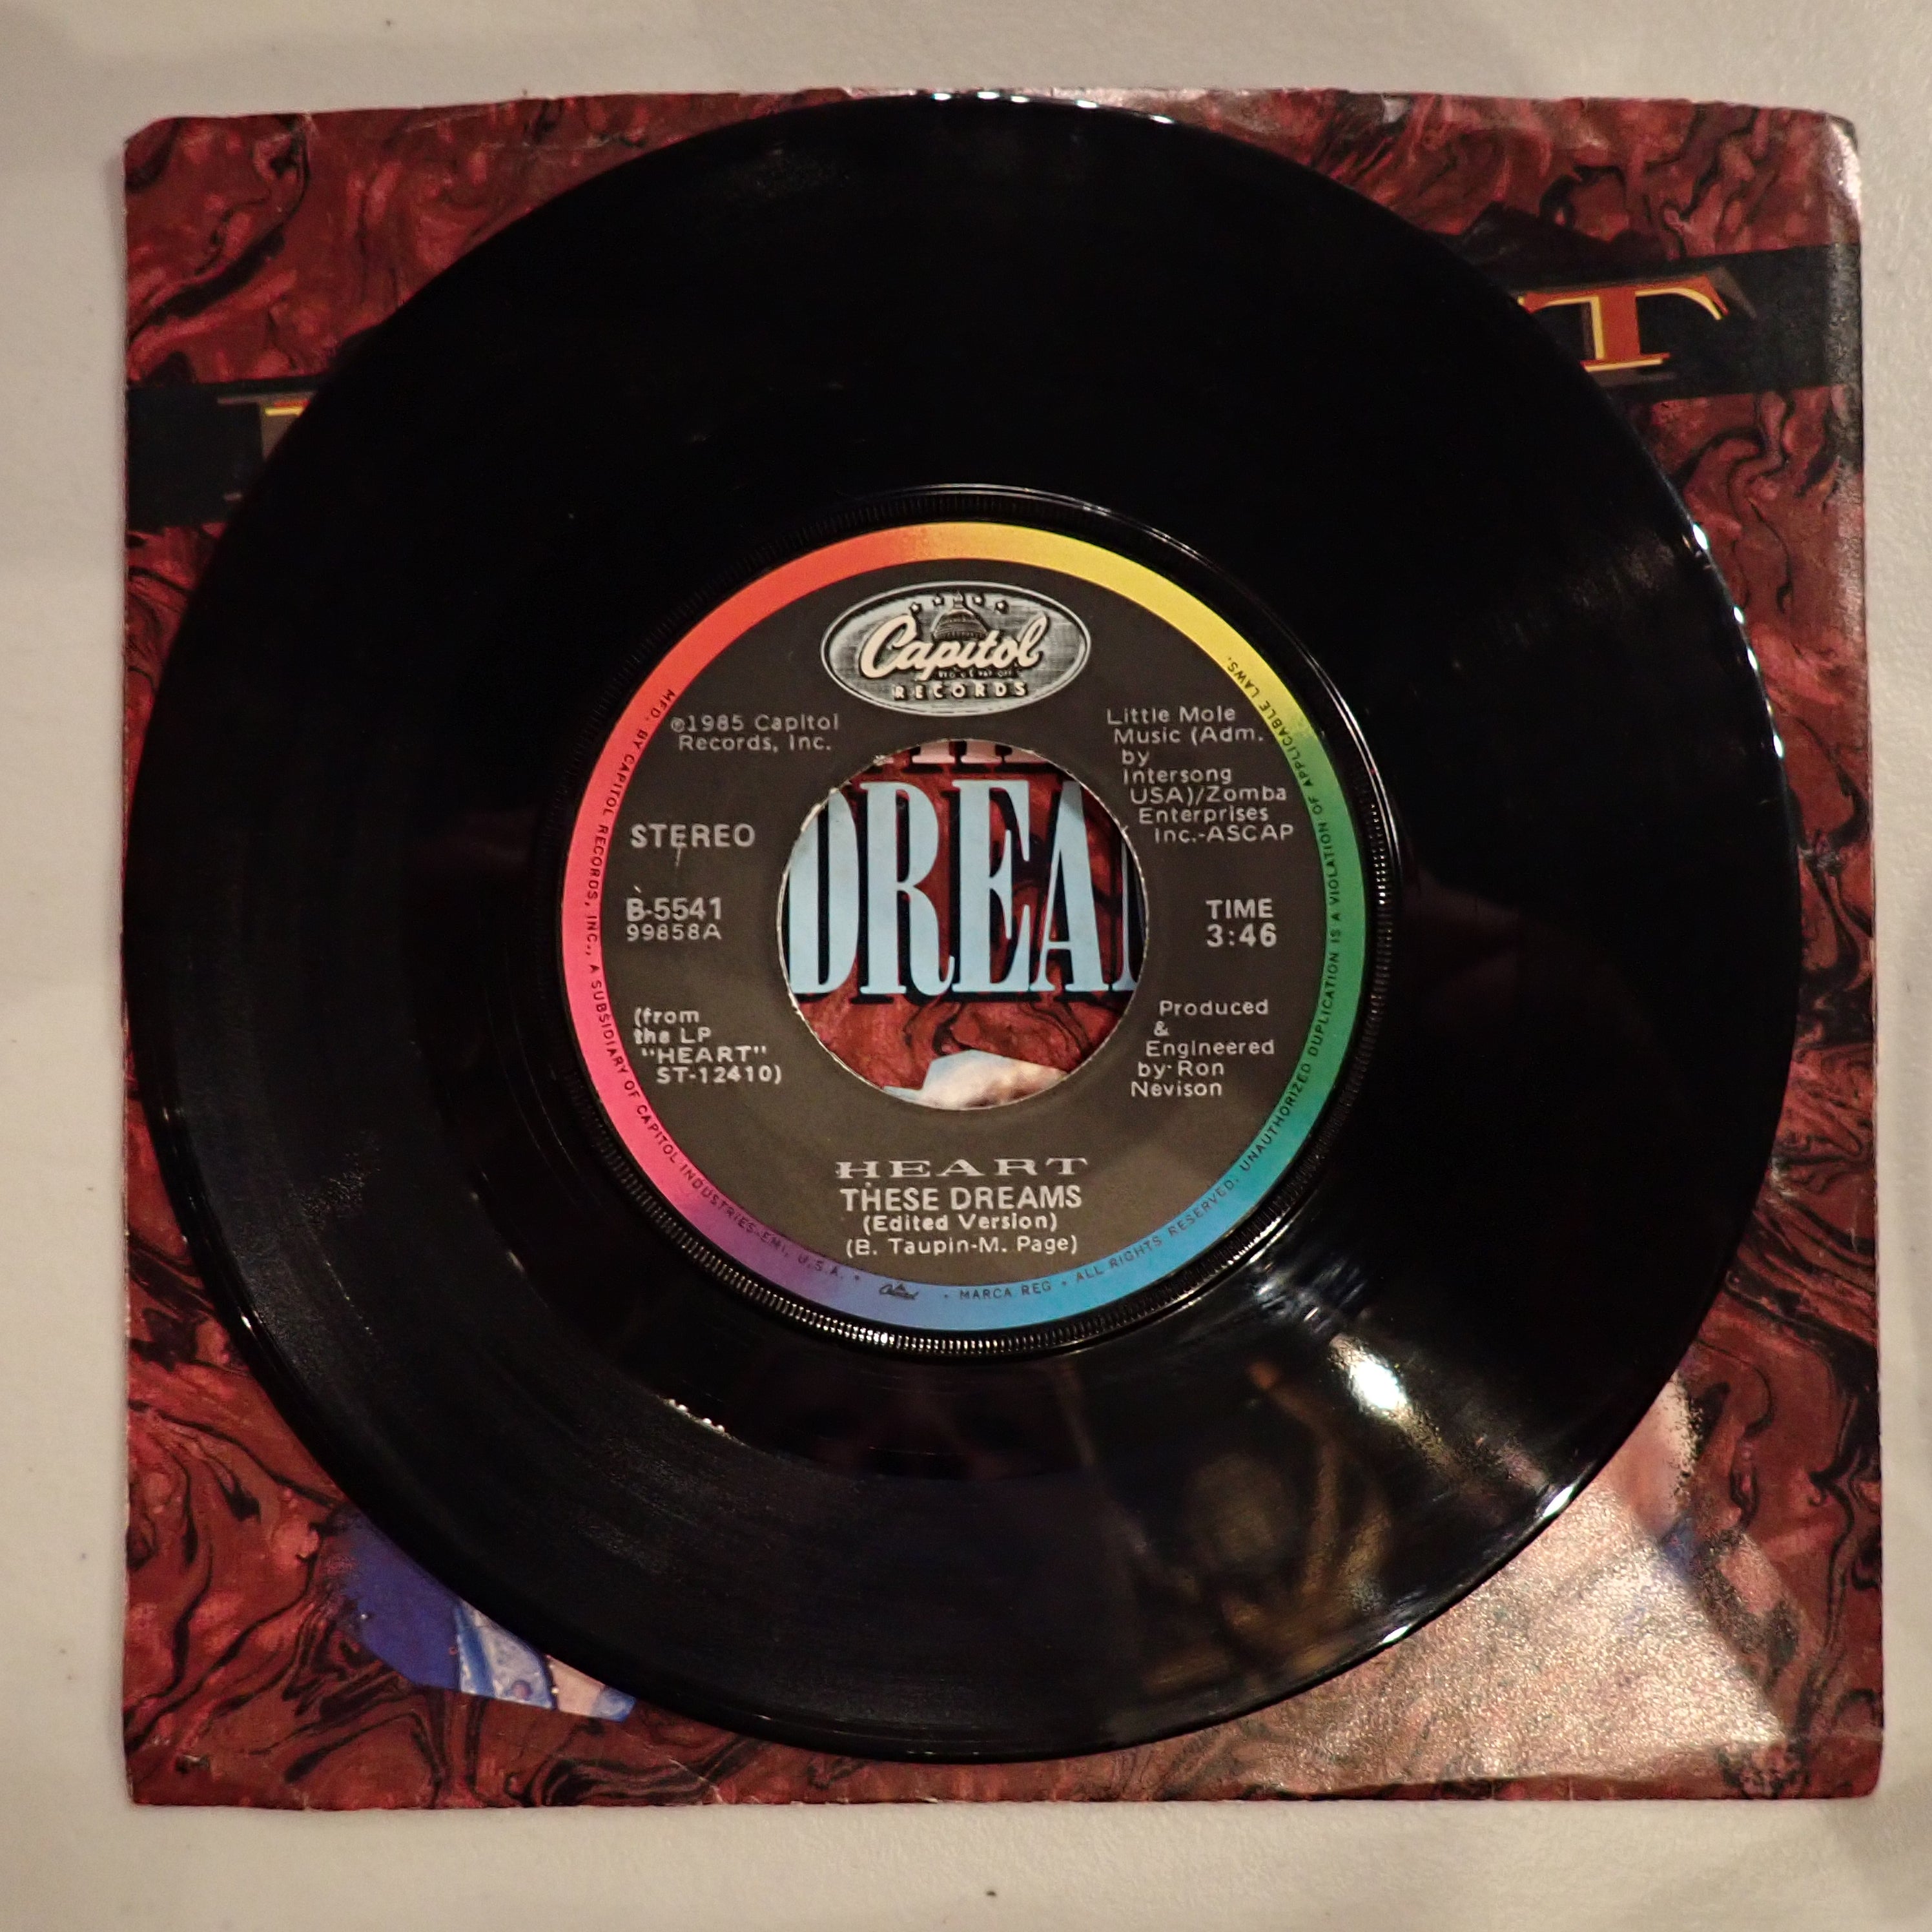 T
Capitol
RECORDS
℗1985 Capitol
Records, Inc.
Little Mole
Music (Adm.
by
Intersong
USA)/Zomba
Enterprises
Inc.-ASCAP
DREA
STEREO
B-5541
99858A
TIME
3:46
(from
the LP
"HEART"
ST-12410)
Produced
&
Engineered
by Ron
Nevison
HEART
THESE DREAMS
(Edited Version)
(B. Taupin-M. Page)
MFD. BY CAPITOL RECORDS, INC., A SUBSIDIARY OF CAPITOL INDUSTRIES-EMI, U.S.A. • Capitol • MARCA REG • ALL RIGHTS RESERVED. UNAUTHORIZED DUPLICATION IS A VIOLATION OF APPLICABLE LAWS.